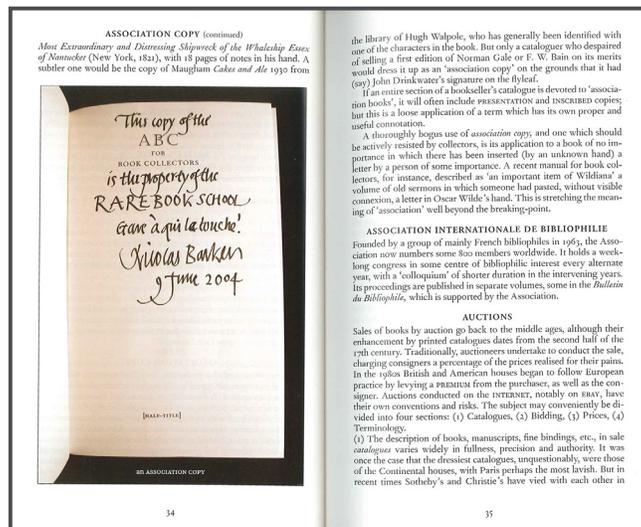 ASSOCIATION COPY (continued)
Most Extraordinary and Distressing Shipwreck of the Whaleship Essex
of Nantucket (New York, 1821), with 18 pages of notes in his hand. A
subtler one would be the copy of Maugham Cakes and Ale 1930 from
This copy of the
ABC
FOR
BOOK COLLECTORS
is the property of the
RARE BOOK SCHOOL
Gare à qui la touche!
Nicolas Barker
9 June 2004
[HALF-TITLE]
an ASSOCIATION COPY
34
the library of Hugh Walpole, who has generally been identified with
one of the characters in the book. But only a cataloguer who despaired
of selling a first edition of Norman Gale or F. W. Bain on its merits
would dress it up as an 'association copy' on the grounds that it had
(say) John Drinkwater's signature on the flyleaf.
If an entire section of a bookseller's catalogue is devoted to 'associa-
tion books', it will often include PRESENTATION and INSCRIBED copies;
but this is a loose application of a term which has its own proper and
useful connotation.
A thoroughly bogus use of association copy, and one which should
be actively resisted by collectors, is its application to a book of no im-
portance in which there has been inserted (by an unknown hand) a
letter by a person of some importance. A recent manual for book col-
lectors, for instance, described as 'an important item of Wildiana' a
volume of old sermons in which someone had pasted, without visible
connexion, a letter in Oscar Wilde's hand. This is stretching the mean-
ing of 'association' well beyond the breaking-point.
ASSOCIATION INTERNATIONALE DE BIBLIOPHILIE
Founded by a group of mainly French bibliophiles in 1963, the Asso-
ciation now numbers some 800 members worldwide. It holds a week-
long congress in some centre of bibliophilic interest every alternate
year, with a 'colloquium' of shorter duration in the intervening years.
Its proceedings are published in separate volumes, some in the Bulletin
du Bibliophile, which is supported by the Association.
AUCTIONS
Sales of books by auction go back to the middle ages, although their
enhancement by printed catalogues dates from the second half of the
17th century. Traditionally, auctioneers undertake to conduct the sale,
charging consigners a percentage of the prices realised for their pains.
In the 1980s British and American houses began to follow European
practice by levying a PREMIUM from the purchaser, as well as the con-
signer. Auctions conducted on the INTERNET, notably on EBAY, have
their own conventions and risks. The subject may conveniently be di-
vided into four sections: (1) Catalogues, (2) Bidding, (3) Prices, (4)
Terminology.
(1) The description of books, manuscripts, fine bindings, etc., in sale
catalogues varies widely in fullness, precision and authority. It was
once the case that the dressiest catalogues, unquestionably, were those
of the Continental houses, with Paris perhaps the most lavish. But in
recent times Sotheby's and Christie's have vied with each other in
35